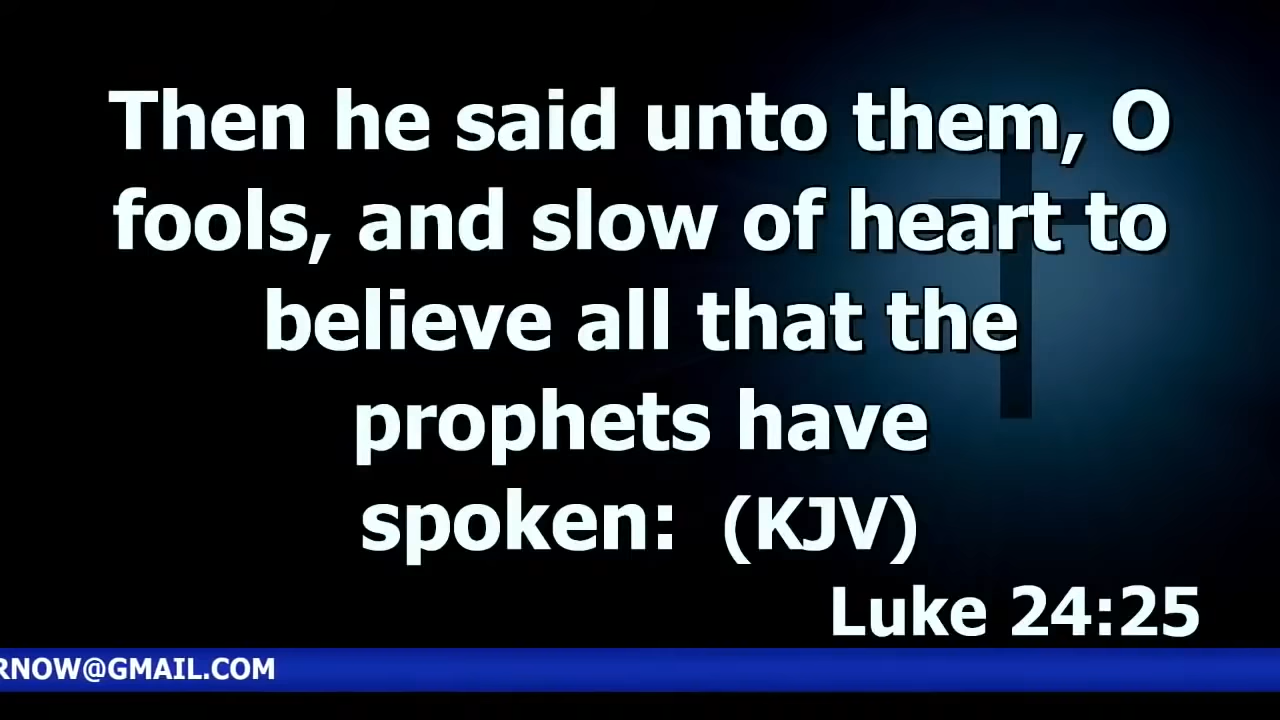 Then he said unto them, O
fools, and slow of heart to
believe all that the
prophets have
spoken:  (KJV)
Luke 24:25
RNOW@GMAIL.COM